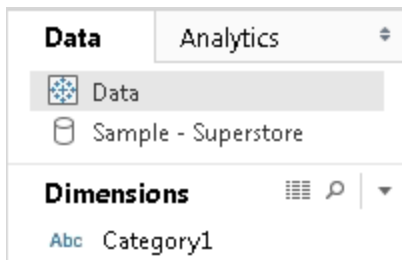 Data Analytics
Data
Sample - Superstore
Dimensions
Abc Category1